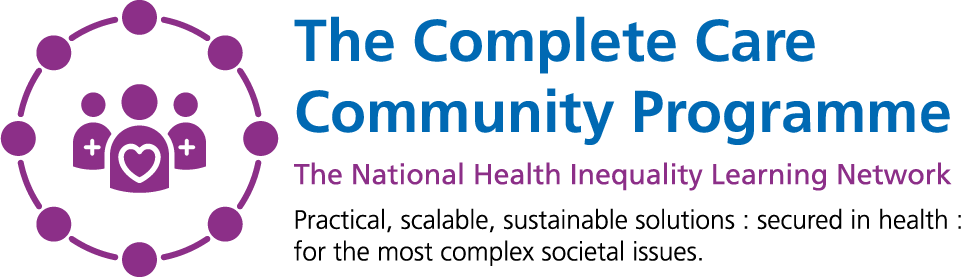 The Complete Care
Community Programme
The National Health Inequality Learning Network
Practical, scalable, sustainable solutions : secured in health :
for the most complex societal issues.